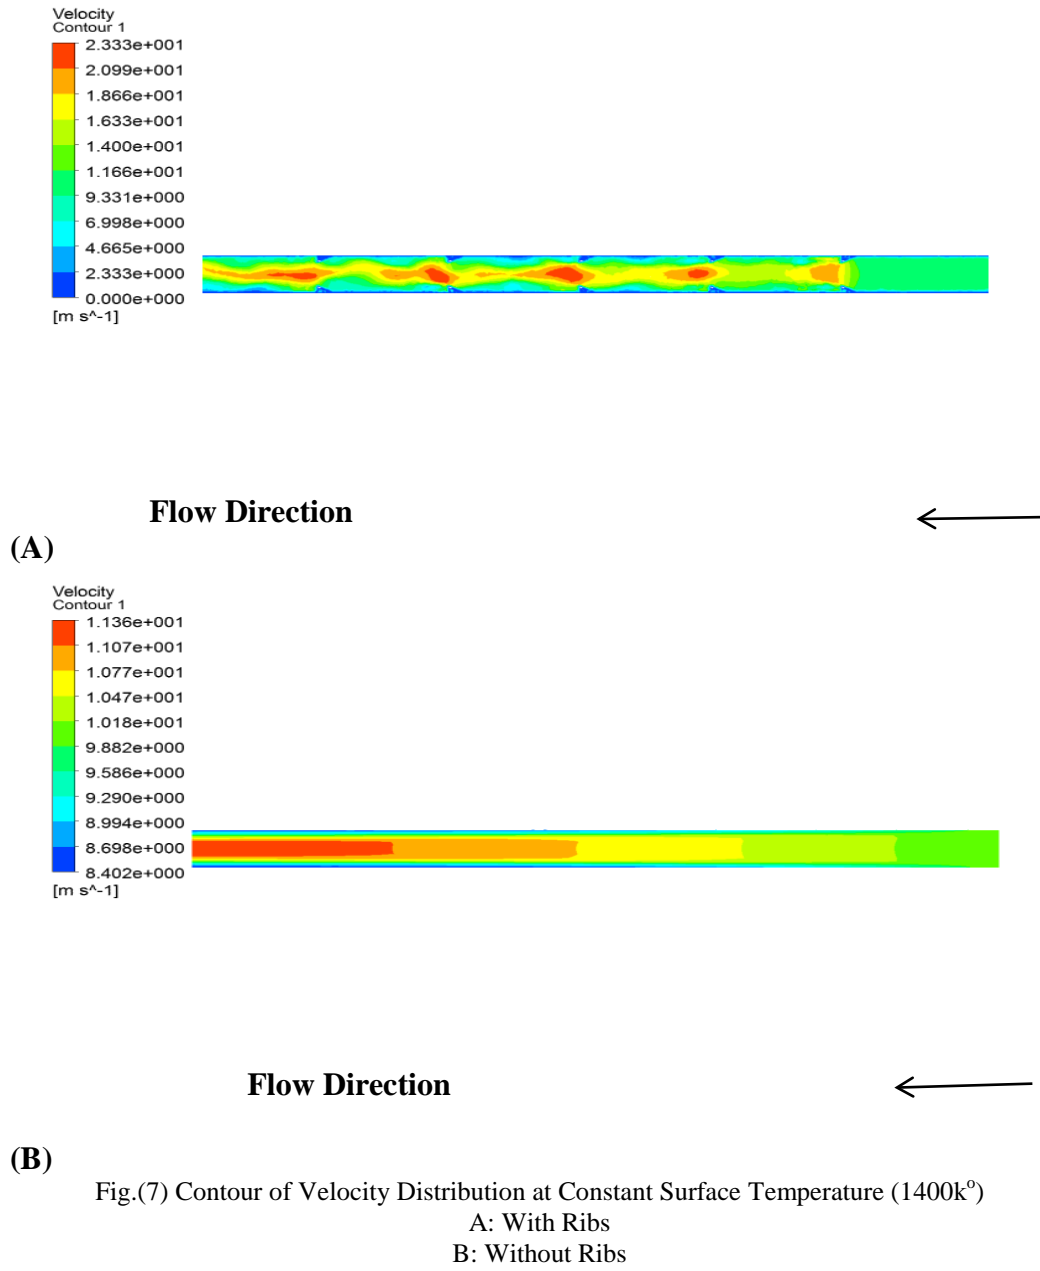 Velocity
Contour 1
2.333e+001
2.099e+001
1.866e+001
1.633e+001
1.400e+001
1.166e+001
9.331e+000
6.998e+000
4.665e+000
2.333e+000
0.000e+000
[m s^-1]
Flow Direction
(A)
Velocity
Contour 1
1.136e+001
1.107e+001
1.077e+001
1.047e+001
1.018e+001
9.882e+000
9.586e+000
9.290e+000
8.994e+000
8.698e+000
8.402e+000
[m s^-1]
Flow Direction
(B)
Fig.(7) Contour of Velocity Distribution at Constant Surface Temperature (1400kº)
A: With Ribs
B: Without Ribs